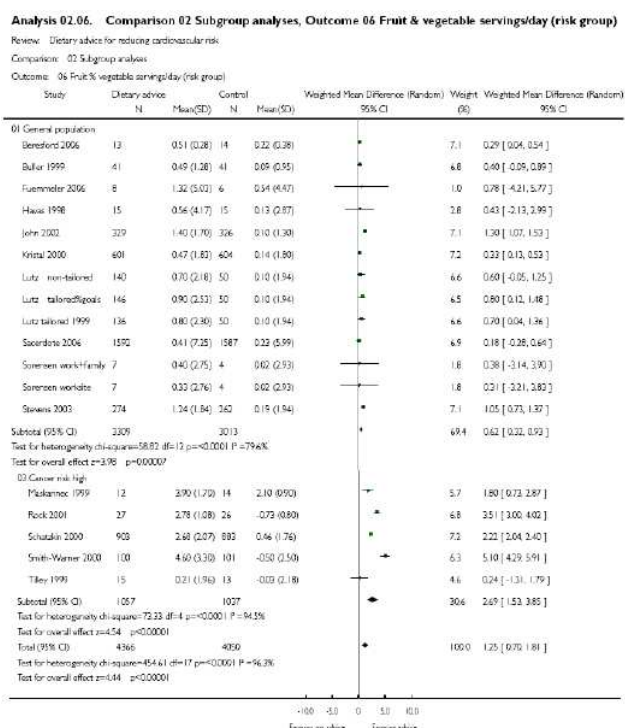 Analysis 02.06. Comparison 02 Subgroup analyses, Outcome 06 Fruit & vegetable servings/day (risk group)
Review: Dietary advice for reducing cardiovascular risk
Comparison: 02 Subgroup analyses
Outcome: 06 Fruit % vegetable servings/day (risk group)
Study Dietary advice Control Weighted Mean Difference (Random) Weight Weighted Mean Difference (Random)
N Mean(SD) N Mean(SD) 95% CI (%) 95% CI
01 General population
Beresford 2006 13 0.51 (0.28) 14 0.22 (0.38) 7.1 0.29 [ 0.04, 0.54 ]
Buller 1999 41 0.49 (1.28) 41 0.09 (0.95) 6.8 0.40 [ -0.09, 0.89 ]
Fuemmeler 2006 8 1.32 (5.03) 6 0.54 (4.47) 1.0 0.78 [ -4.21, 5.77 ]
Havas 1998 15 0.56 (4.17) 15 0.13 (2.87) 2.8 0.43 [ -2.13, 2.99 ]
John 2002 329 1.40 (1.70) 326 0.10 (1.30) 7.1 1.30 [ 1.07, 1.53 ]
Kristal 2000 601 0.47 (1.83) 604 0.14 (1.80) 7.2 0.33 [ 0.13, 0.53 ]
Lutz non-tailored 140 0.70 (2.18) 50 0.10 (1.94) 6.6 0.60 [ -0.05, 1.25 ]
Lutz tailored%goals 146 0.90 (2.53) 50 0.10 (1.94) 6.5 0.80 [ 0.12, 1.48 ]
Lutz tailored 1999 136 0.80 (2.30) 50 0.10 (1.94) 6.6 0.70 [ 0.04, 1.36 ]
Sacerdote 2006 1592 0.41 (7.25) 1587 0.23 (5.99) 6.9 0.18 [ -0.28, 0.64 ]
Sorensen work+family 7 0.40 (2.75) 4 0.02 (2.93) 1.8 0.38 [ -3.14, 3.90 ]
Sorensen worksite 7 0.33 (2.76) 4 0.02 (2.93) 1.8 0.31 [ -3.21, 3.83 ]
Stevens 2003 274 1.24 (1.84) 262 0.19 (1.94) 7.1 1.05 [ 0.73, 1.37 ]
Subtotal (95% CI) 3309 3013 69.4 0.62 [ 0.32, 0.93 ]
Test for heterogeneity chi-square=58.82 df=12 p=<0.0001 I² =79.6%
Test for overall effect z=3.98 p=0.00007
03 Cancer risk high
Maskarinec 1999 12 3.90 (1.70) 14 2.10 (0.90) 5.7 1.80 [ 0.73, 2.87 ]
Rock 2001 27 2.78 (1.08) 26 -0.73 (0.80) 6.8 3.51 [ 3.00, 4.02 ]
Schatzkin 2000 903 2.68 (2.07) 883 0.46 (1.76) 7.2 2.22 [ 2.04, 2.40 ]
Smith-Warner 2000 100 4.60 (3.30) 101 -0.50 (2.50) 6.3 5.10 [ 4.29, 5.91 ]
Tilley 1999 15 0.21 (1.96) 13 -0.03 (2.18) 4.6 0.24 [ -1.31, 1.79 ]
Subtotal (95% CI) 1057 1037 30.6 2.69 [ 1.53, 3.85 ]
Test for heterogeneity chi-square=73.33 df=4 p=<0.0001 I² =94.5%
Test for overall effect z=4.54 p<0.00001
Total (95% CI) 4366 4050 100.0 1.25 [ 0.70, 1.81 ]
Test for heterogeneity chi-square=454.61 df=17 p=<0.0001 I² =96.3%
Test for overall effect z=4.44 p<0.00001
-10.0 -5.0 0 5.0 10.0